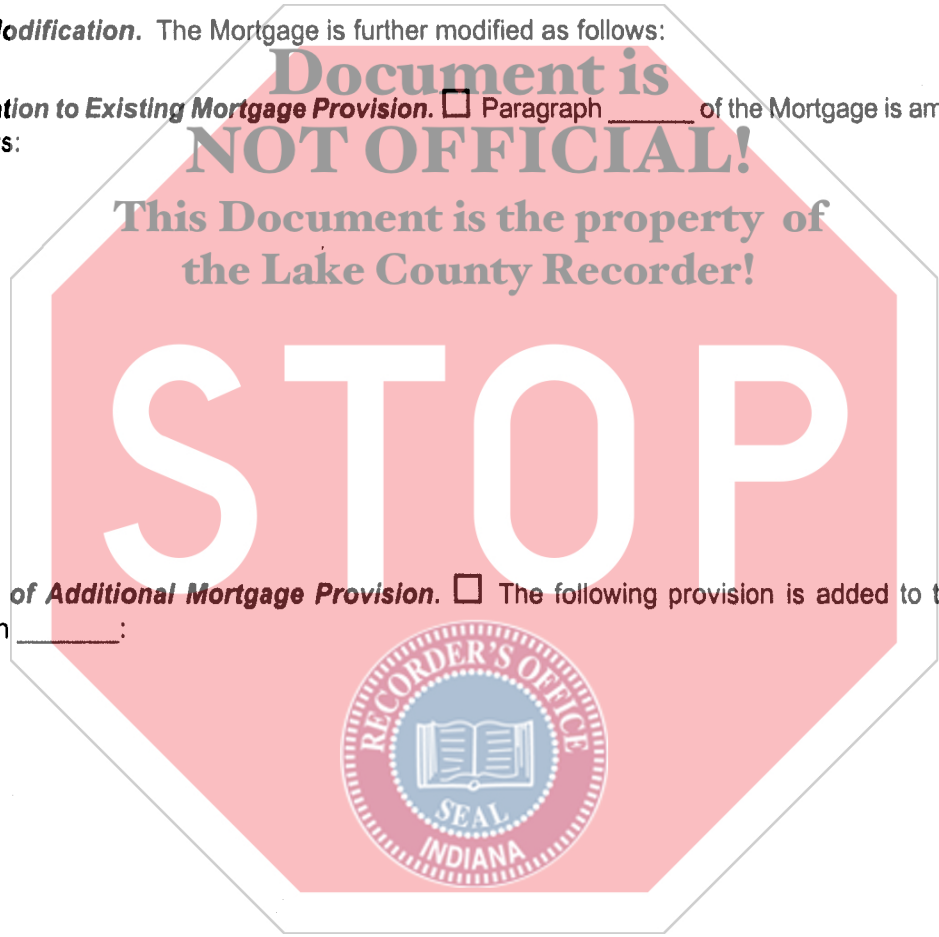 odification. The Mortgage is further modified as follows:
Document is
tion to Existing Mortgage Provision. ☐ Paragraph ______ of the Mortgage is am
s:
NOT OFFICIAL!
This Document is the property of
the Lake County Recorder!
STOP
of Additional Mortgage Provision. ☐ The following provision is added to t
n _______:
RECORDER'S OFFICE
SEAL
INDIANA